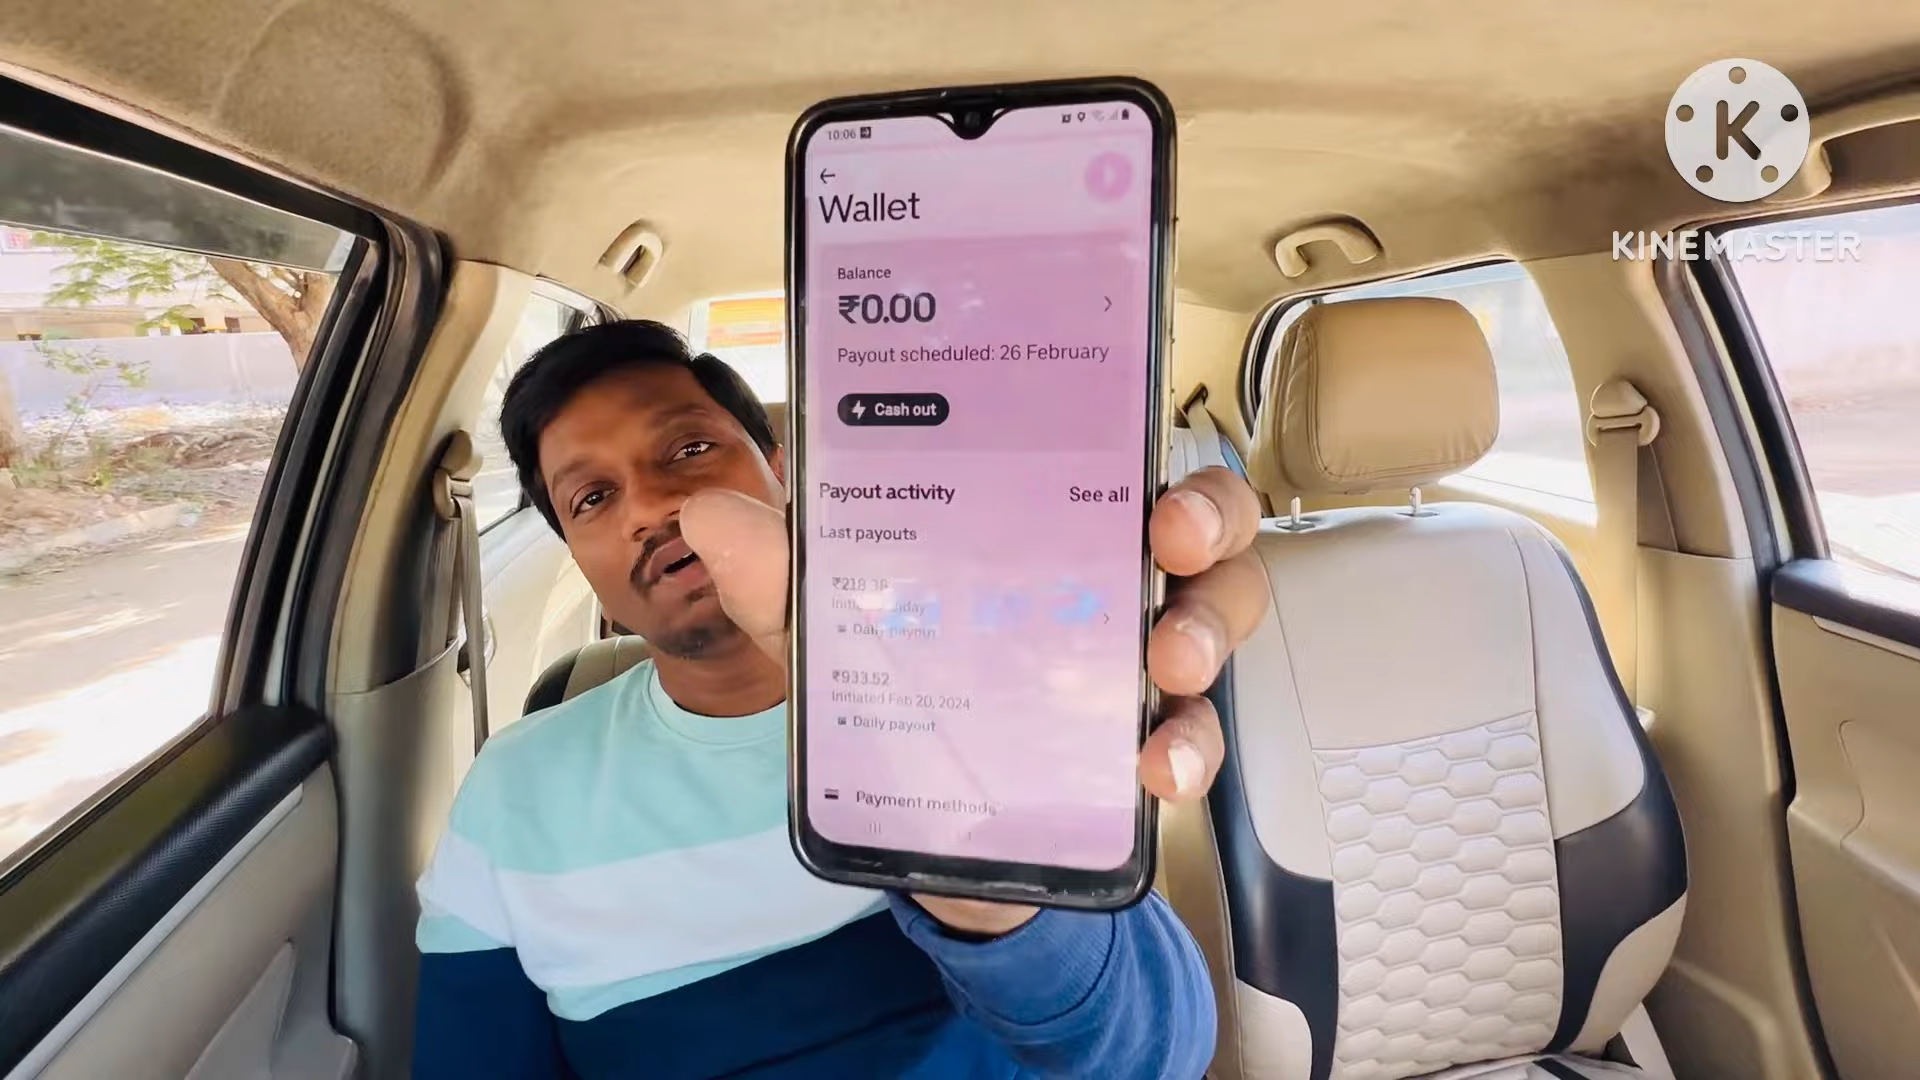 10:06
Wallet
Balance
₹0.00
Payout scheduled: 26 February
Cash out
Payout activity
See all
Last payouts
Daily payout
₹933.52
Initiated Feb 20, 2024
Daily payout
Payment methods
K
KINEMASTER